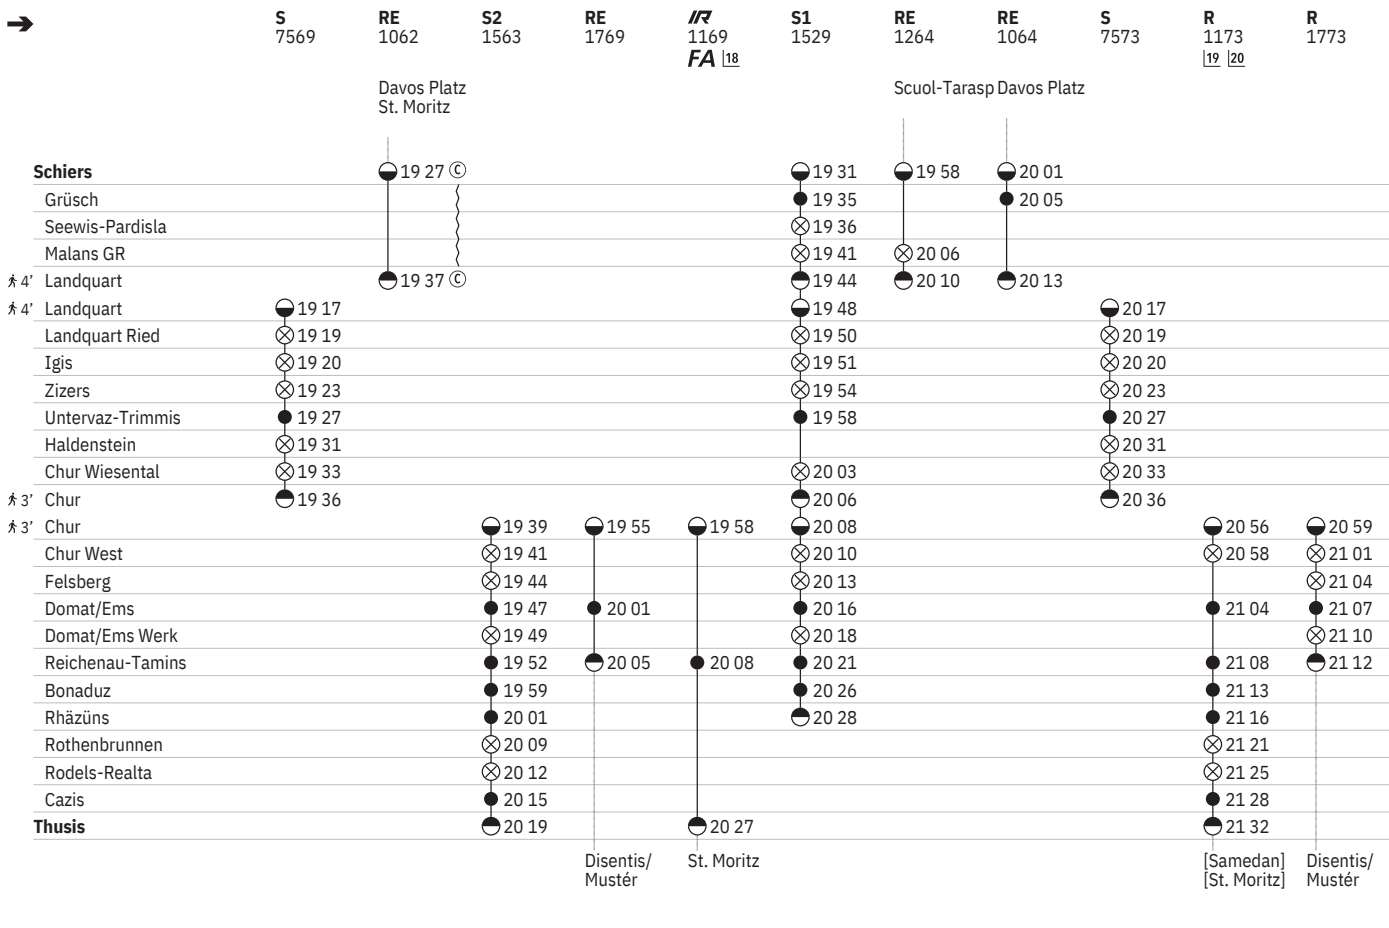 S RE S2 RE IR S1 RE RE S R R
7569 1062 1563 1769 1169 1529 1264 1064 7573 1173 1773
FA 18 19 20
Davos Platz Scuol-Tarasp Davos Platz
St. Moritz
Schiers 19 27 C 19 31 19 58 20 01
Grüsch 19 35 20 05
Seewis-Pardisla 19 36
Malans GR 19 41 20 06
4' Landquart 19 37 C 19 44 20 10 20 13
4' Landquart 19 17 19 48 20 17
Landquart Ried 19 19 19 50 20 19
Igis 19 20 19 51 20 20
Zizers 19 23 19 54 20 23
Untervaz-Trimmis 19 27 19 58 20 27
Haldenstein 19 31 20 31
Chur Wiesental 19 33 20 03 20 33
3' Chur 19 36 20 06 20 36
3' Chur 19 39 19 55 19 58 20 08 20 56 20 59
Chur West 19 41 20 10 20 58 21 01
Felsberg 19 44 20 13 21 04
Domat/Ems 19 47 20 01 20 16 21 04 21 07
Domat/Ems Werk 19 49 20 18 21 10
Reichenau-Tamins 19 52 20 05 20 08 20 21 21 08 21 12
Bonaduz 19 59 20 26 21 13
Rhäzüns 20 01 20 28 21 16
Rothenbrunnen 20 09 21 21
Rodels-Realta 20 12 21 25
Cazis 20 15 21 28
Thusis 20 19 20 27 21 32
Disentis/ St. Moritz [Samedan] Disentis/
Mustér [St. Moritz] Mustér